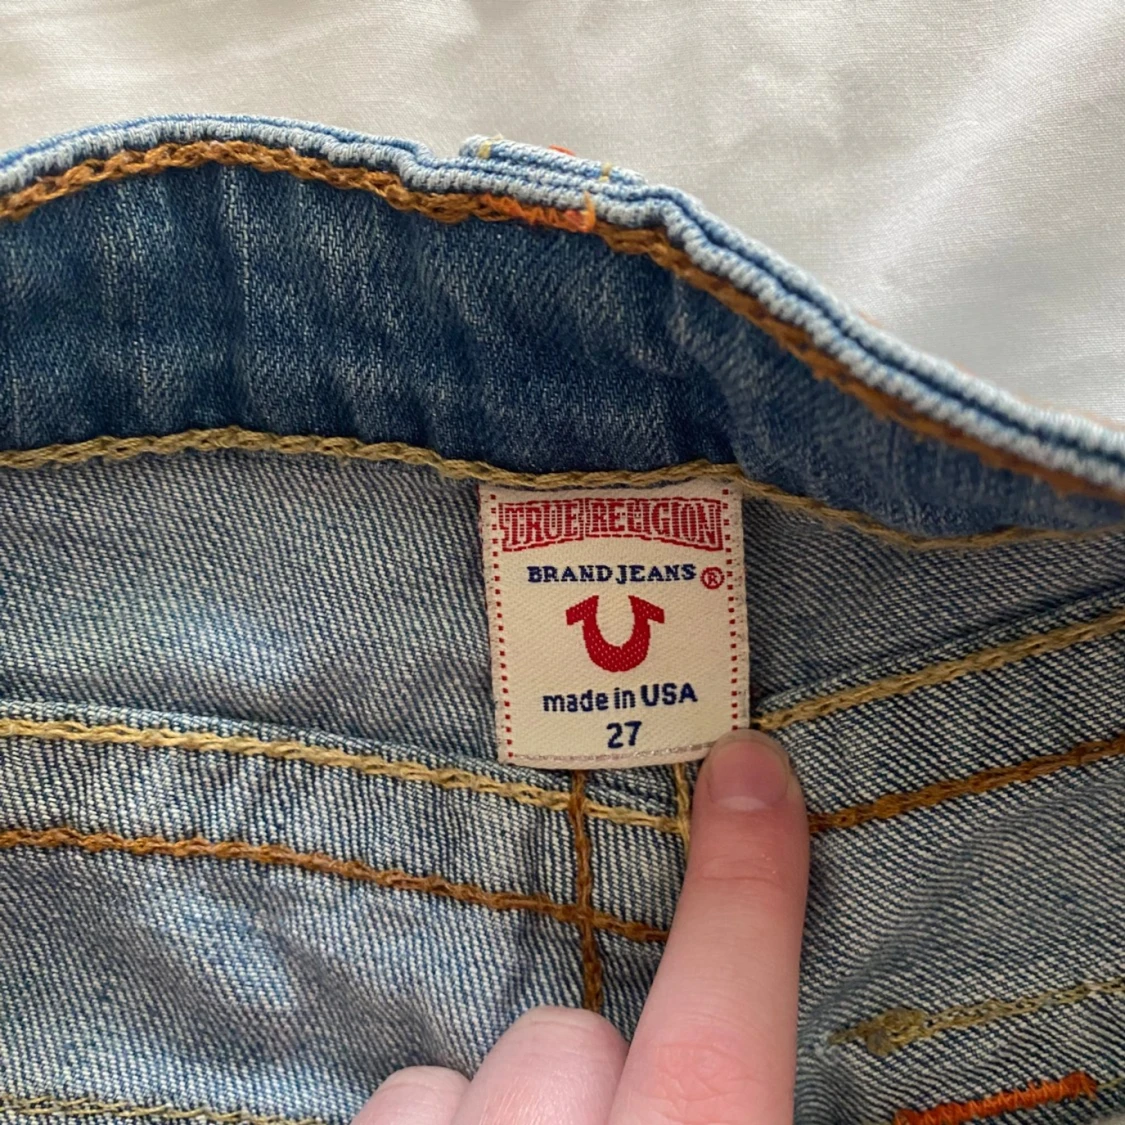 TRUE RELIGION
BRAND JEANS ®
made in USA
27